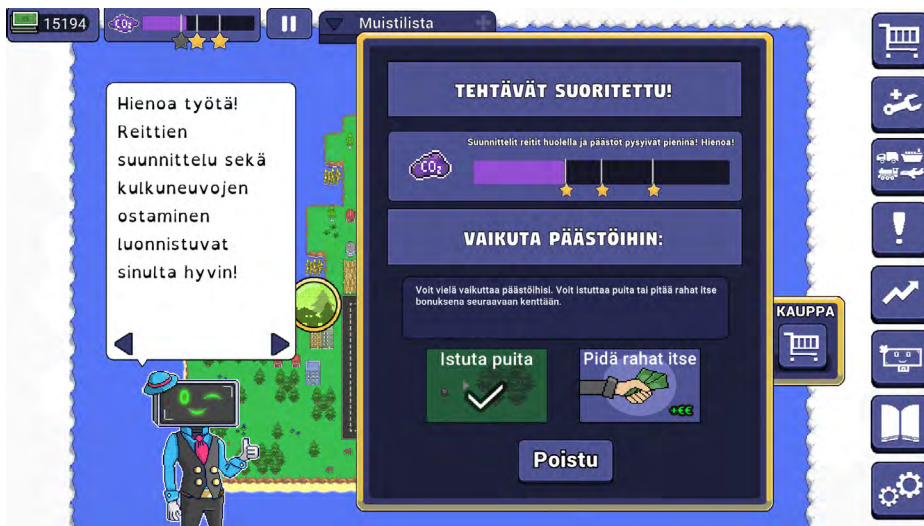 15194
CO₂
Muistilista
Hienoa työtä!
Reittien
suunnittelu sekä
kulkuneuvojen
ostaminen
luonnistuvat
sinulta hyvin!
TEHTÄVÄT SUORITETTU!
Suunnittelit reitit huolella ja päästöt pysyivät pieninä! Hienoa!
CO₂
VAIKUTA PÄÄSTÖIHIN:
Voit vielä vaikuttaa päästöihisi. Voit istuttaa puita tai pitää rahat itse
bonuksena seuraavaan kenttään.
Istuta puita
Pidä rahat itse
+€€
Poistu
KAUPPA